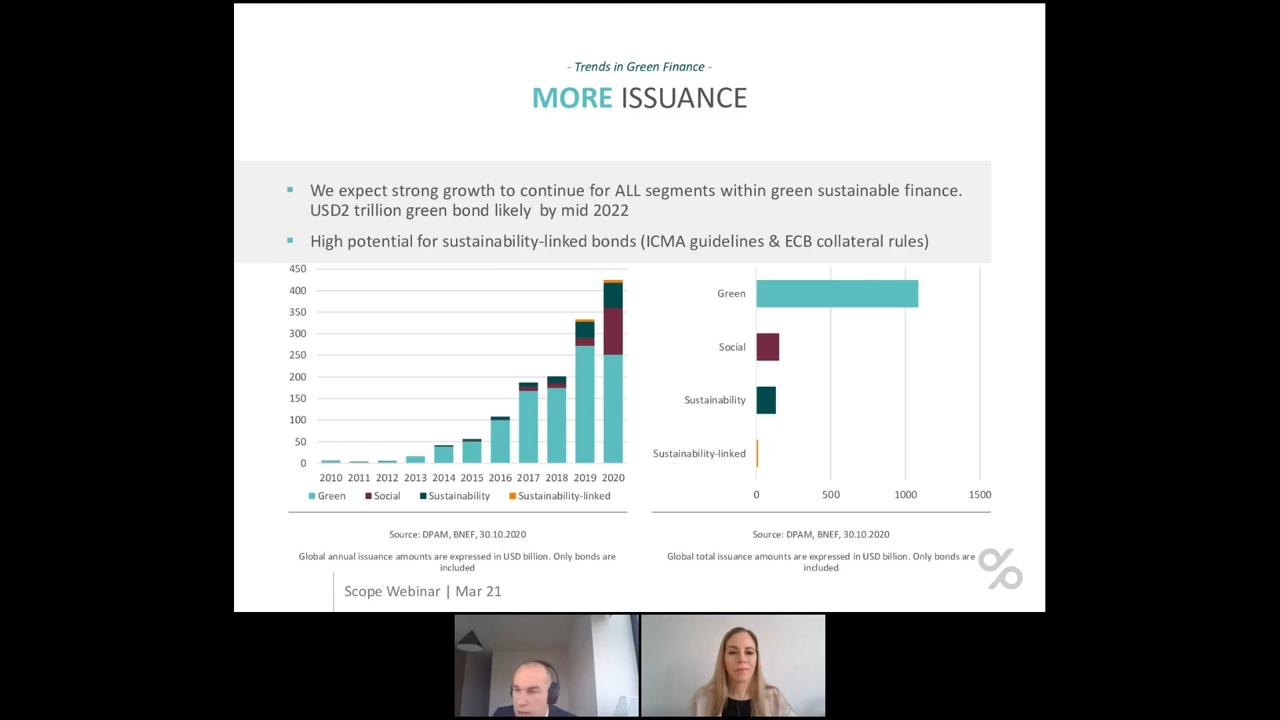 - Trends in Green Finance -
MORE ISSUANCE
We expect strong growth to continue for ALL segments within green sustainable finance.
USD2 trillion green bond likely by mid 2022
High potential for sustainability-linked bonds (ICMA guidelines & ECB collateral rules)
450
400
350
300
250
200
150
100
50
0
2010 2011 2012 2013 2014 2015 2016 2017 2018 2019 2020
Green Social Sustainability Sustainability-linked
Source: DPAM, BNEF, 30.10.2020
Global annual issuance amounts are expressed in USD billion. Only bonds are
included
Green
Social
Sustainability
Sustainability-linked
0 500 1000 1500
Source: DPAM, BNEF, 30.10.2020
Global total issuance amounts are expressed in USD billion. Only bonds are
included
Scope Webinar | Mar 21